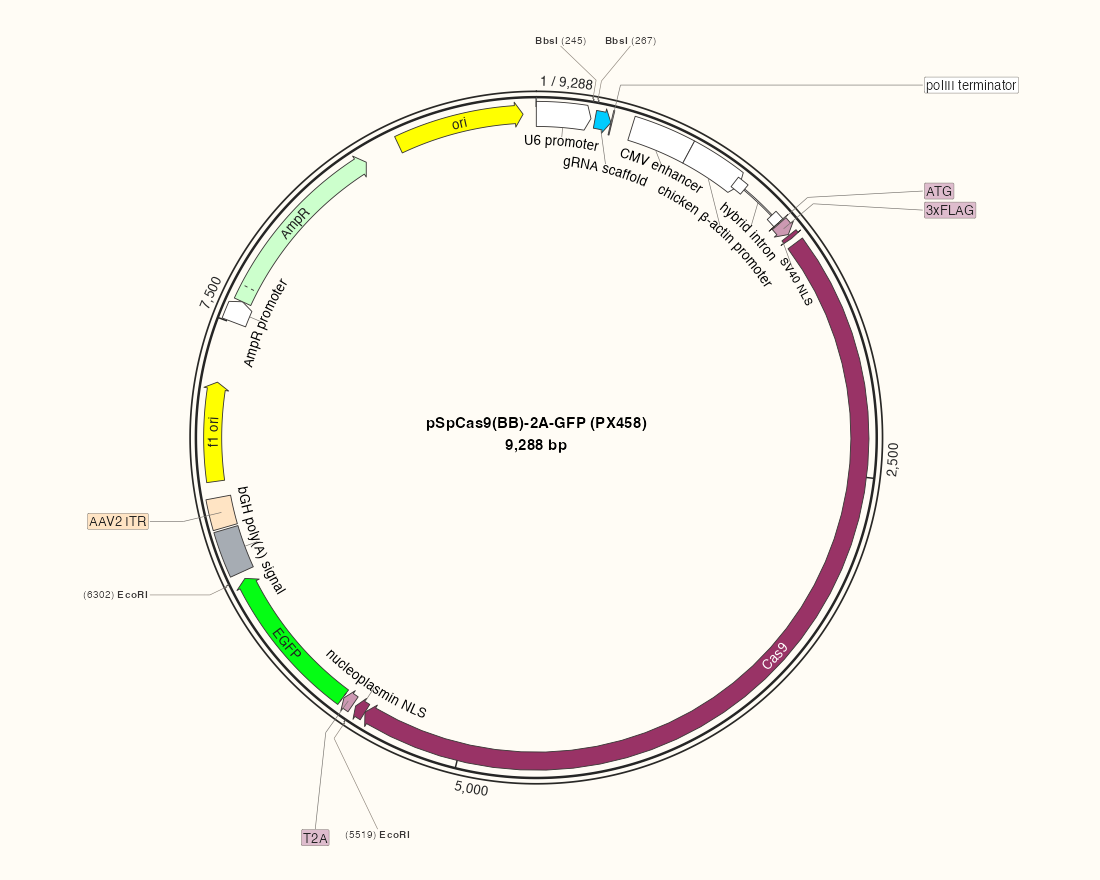 BbsI (245)
BbsI (267)
1 / 9,288
polIII terminator
ori
U6 promoter
gRNA scaffold
CMV enhancer
chicken β-actin promoter
hybrid intron
ATG
3xFLAG
SV40 NLS
AmpR
7,500
AmpR promoter
f1 ori
pSpCas9(BB)-2A-GFP (PX458)
9,288 bp
2,500
AAV2 ITR
bGH poly(A) signal
(6302) EcoRI
EGFP
nucleoplasmin NLS
Cas9
5,000
T2A
(5519) EcoRI